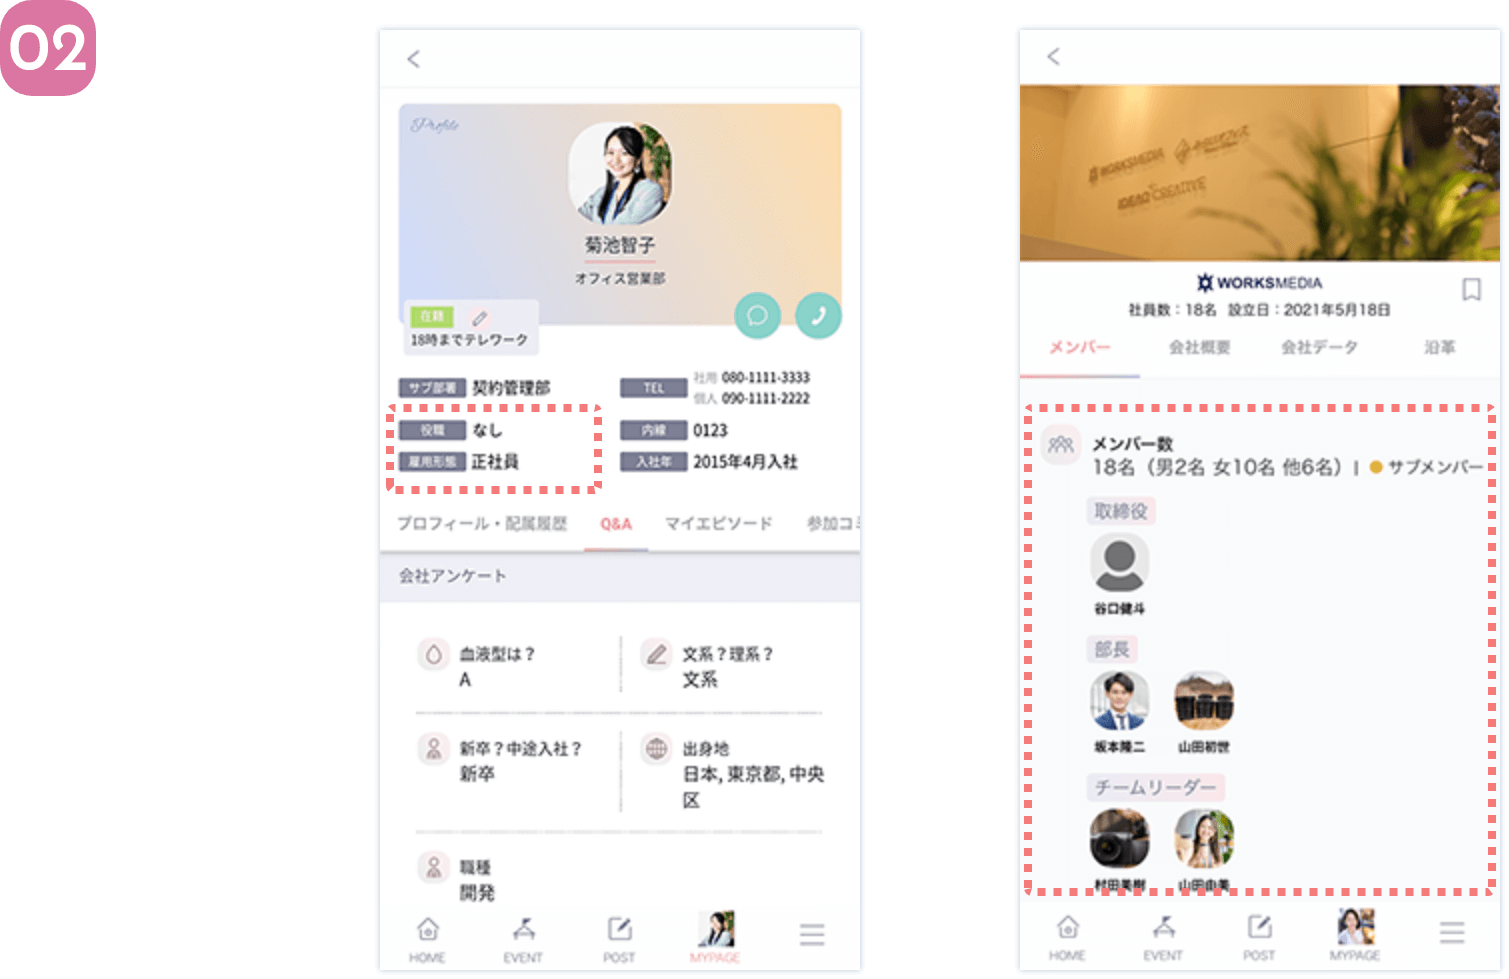 02
Profile
菊池智子
オフィス営業部
在籍
18時までテレワーク
サブ部署 契約管理部
TEL 社用 080-1111-3333
個人 090-1111-2222
役職 なし
内線 0123
雇用形態 正社員
入社年 2015年4月入社
プロフィール・配属履歴 Q&A マイエピソード 参加コミ
会社アンケート
血液型は？
A
文系？理系？
文系
新卒？中途入社？
新卒
出身地
日本, 東京都, 中央
区
職種
開発
HOME EVENT POST MYPAGE
WORKSMEDIA
IDEAL CREATIVE
WORKSMEDIA
社員数：18名 設立日：2021年5月18日
メンバー 会社概要 会社データ 沿革
メンバー数
18名（男2名 女10名 他6名）| ● サブメンバー
取締役
谷口健斗
部長
坂本隆二 山田初世
チームリーダー
村田美樹 山田由美
HOME EVENT POST MYPAGE